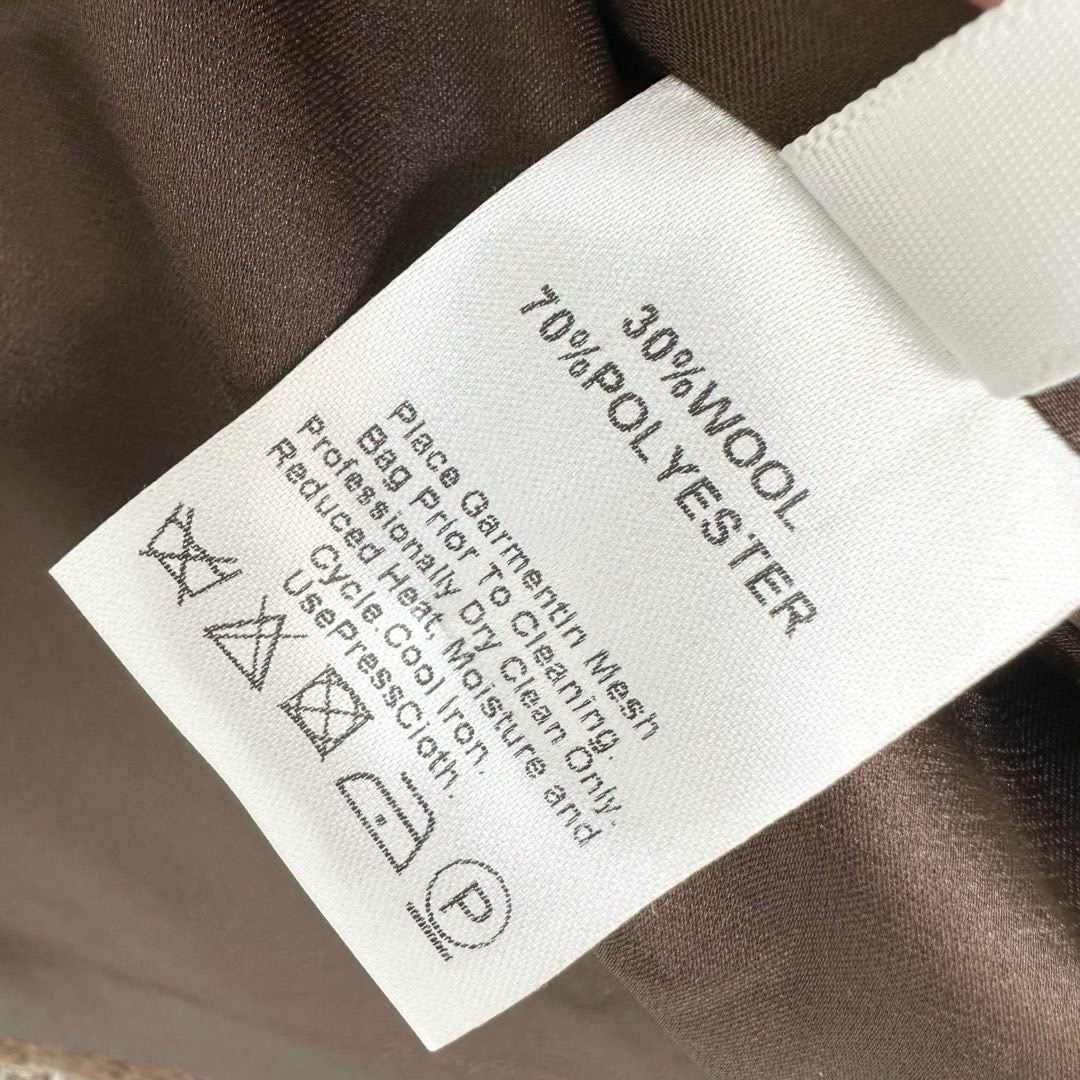 30%WOOL
70%POLYESTER
Place Garmentln Mesh
Bag Prior To Cleaning.
Professionally Dry Clean Only.
Reduced Heat, Moisture and
Cycle.Cool Iron.
UsePressCloth.
P